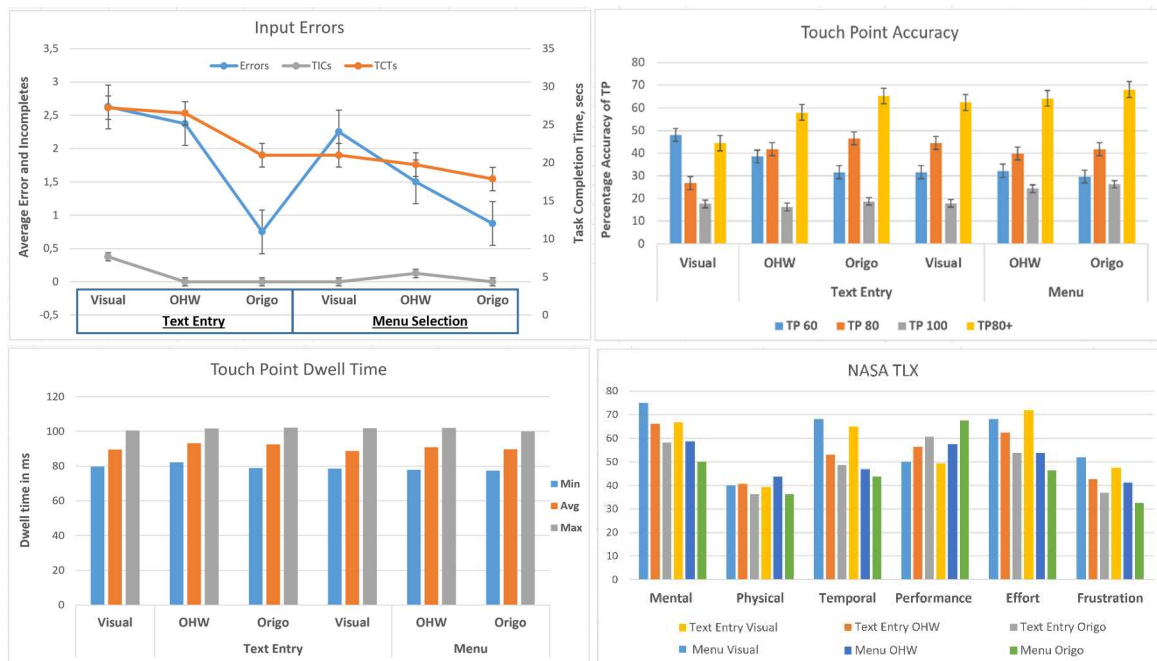 Input Errors
Errors TICs TCTs
Average Error and Incompletes
3,5
3
2,5
2
1,5
1
0,5
0
-0,5
35
30
25
20
15
10
5
0
Task Completion Time, secs
Visual OHW Origo Visual OHW Origo
Text Entry Menu Selection
Touch Point Accuracy
Percentage Accuracy of TP
80
70
60
50
40
30
20
10
0
Visual OHW Origo Visual OHW Origo
Text Entry Menu
TP 60 TP 80 TP 100 TP80+
Touch Point Dwell Time
Dwell time in ms
120
100
80
60
40
20
0
Min
Avg
Max
Visual OHW Origo Visual OHW Origo
Text Entry Menu
NASA TLX
80
70
60
50
40
30
20
10
0
Mental Physical Temporal Performance Effort Frustration
Text Entry Visual Text Entry OHW Text Entry Origo
Menu Visual Menu OHW Menu Origo